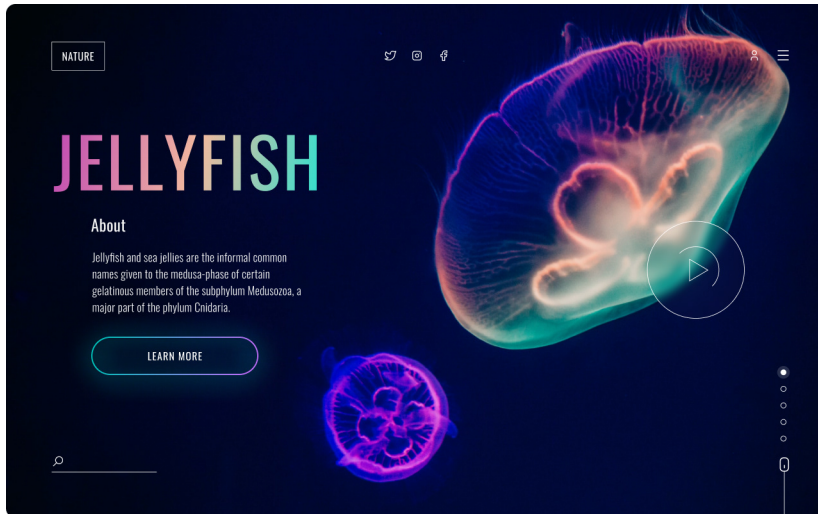 NATURE
JELLYFISH
About
Jellyfish and sea jellies are the informal common
names given to the medusa-phase of certain
gelatinous members of the subphylum Medusozoa, a
major part of the phylum Cnidaria.
LEARN MORE